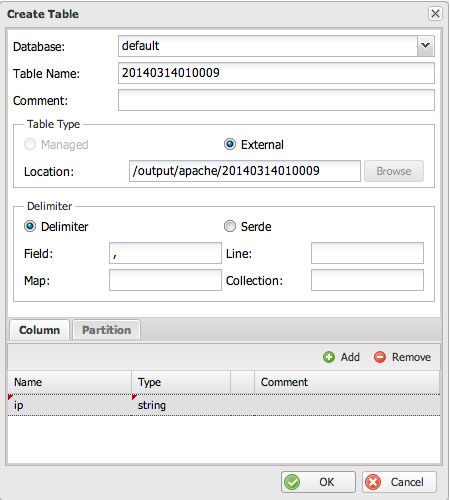 Create Table
Database: default
Table Name: 20140314010009
Comment:
Table Type
Managed External
Location: /output/apache/20140314010009 Browse
Delimiter
Delimiter Serde
Field: , Line:
Map: Collection:
Column Partition
Add Remove
Name Type Comment
ip string
OK Cancel